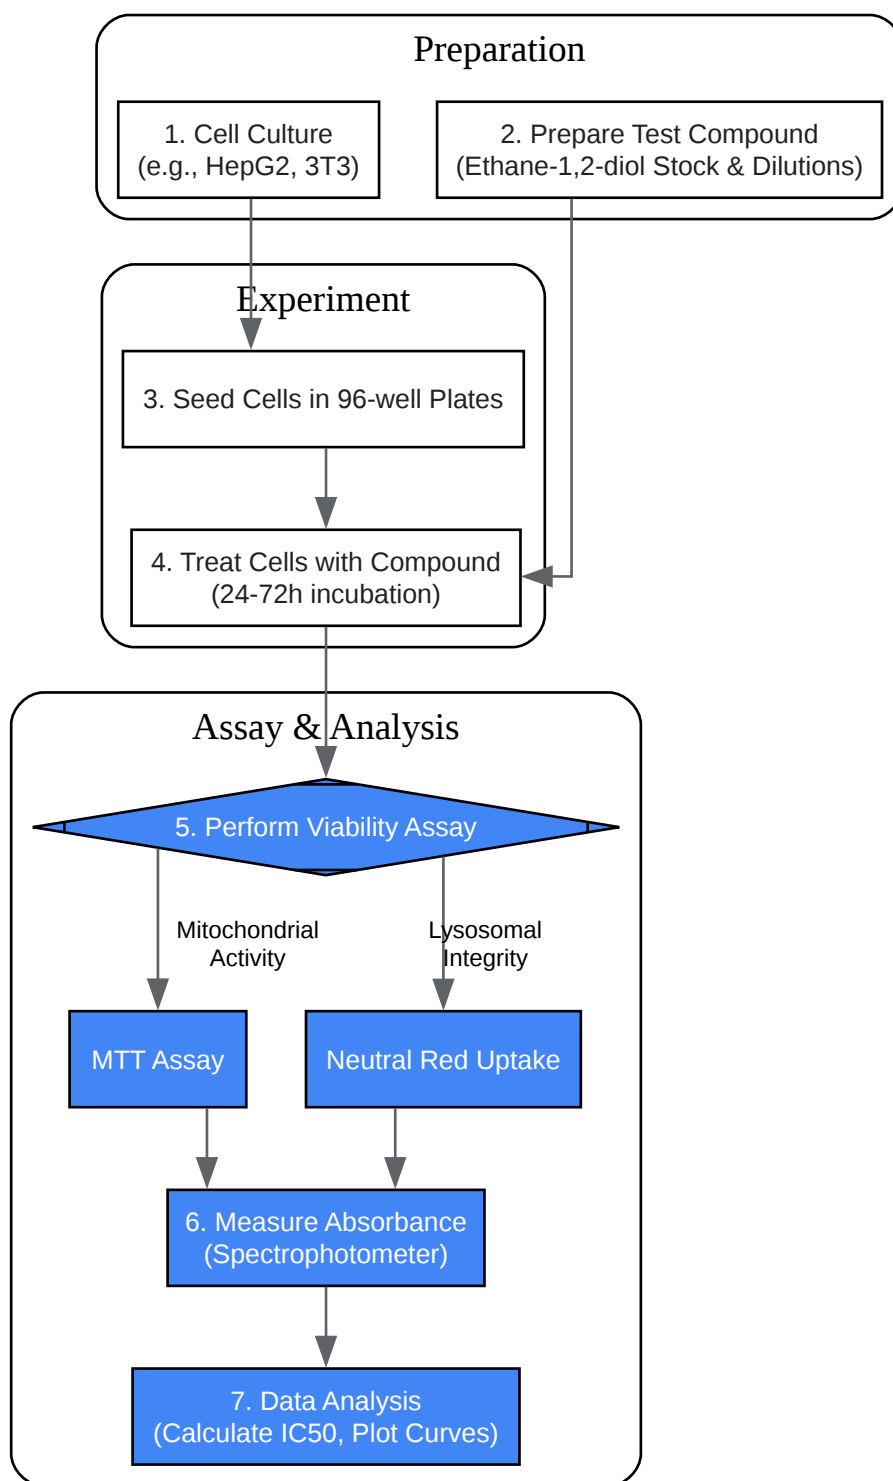 Preparation
1. Cell Culture
(e.g., HepG2, 3T3)
2. Prepare Test Compound
(Ethane-1,2-diol Stock & Dilutions)
Experiment
3. Seed Cells in 96-well Plates
4. Treat Cells with Compound
(24-72h incubation)
Assay & Analysis
5. Perform Viability Assay
Mitochondrial
Activity
Lysosomal
Integrity
MTT Assay
Neutral Red Uptake
6. Measure Absorbance
(Spectrophotometer)
7. Data Analysis
(Calculate IC50, Plot Curves)